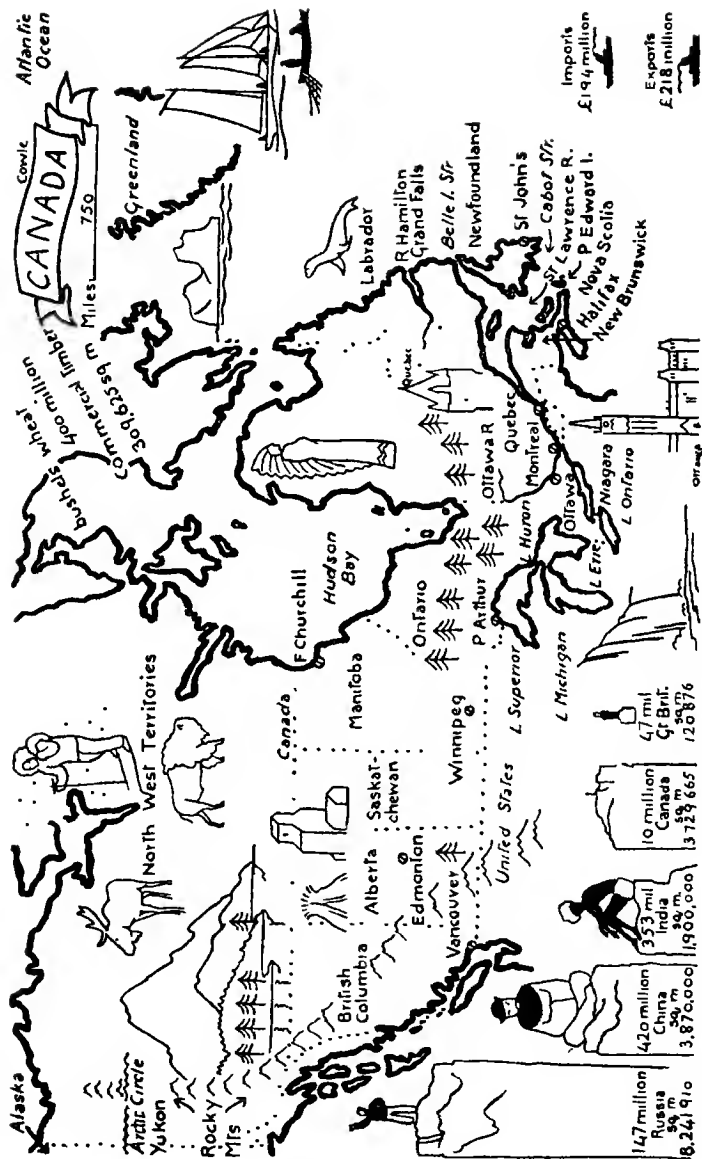 Cowle
CANADA
Miles 750
Atlantic
Ocean
Greenland
bushels wheat
400 million
Commercial timber
309,625 sq m
Alaska
Arctic Circle
Yukon
Rocky
Mts
North West Territories
British
Columbia
Alberta
Edmonton
Vancouver
Saskat-
chewan
Canada
United States
Manitoba
Winnipeg
F Churchill
Hudson
Bay
Ontario
P Arthur
L Superior
L Michigan
L Huron
L Erie
Niagara
L Ontario
Ottawa
Ottawa R
Montreal
Quebec
Quebec
Labrador
R Hamilton
Grand Falls
Belle I. Str
Newfoundland
St John's
Cabot Str.
St Lawrence R.
P Edward I.
Nova Scotia
Halifax
New Brunswick
Ottawa
Imports
£194 million
Exports
£218 million
147 million
Russia
sq. m
8,241 910
420 million
China
sq. m
3,870,000
353 mil
India
sq. m
1,900,000
10 million
Canada
sq. m
3 729 665
47 mil
Gt Brit.
sq m
120 876